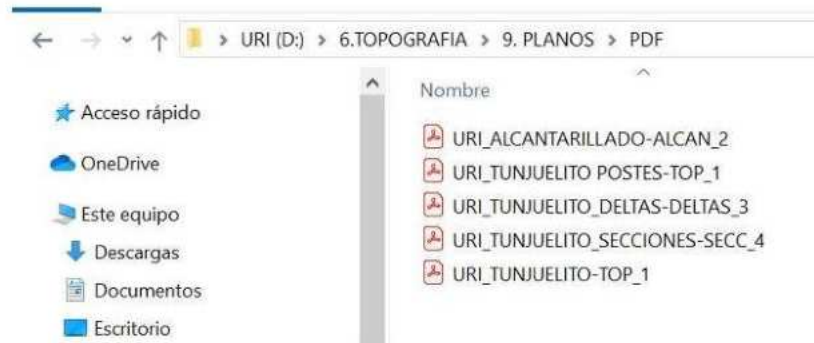 URI (D:) > 6.TOPOGRAFIA > 9. PLANOS > PDF
Acceso rápido
OneDrive
Este equipo
Descargas
Documentos
Escritorio
Nombre
URI_ALCANTARILLADO-ALCAN_2
URI_TUNJUELITO POSTES-TOP_1
URI_TUNJUELITO_DELTAS-DELTAS_3
URI_TUNJUELITO_SECCIONES-SECC_4
URI_TUNJUELITO-TOP_1